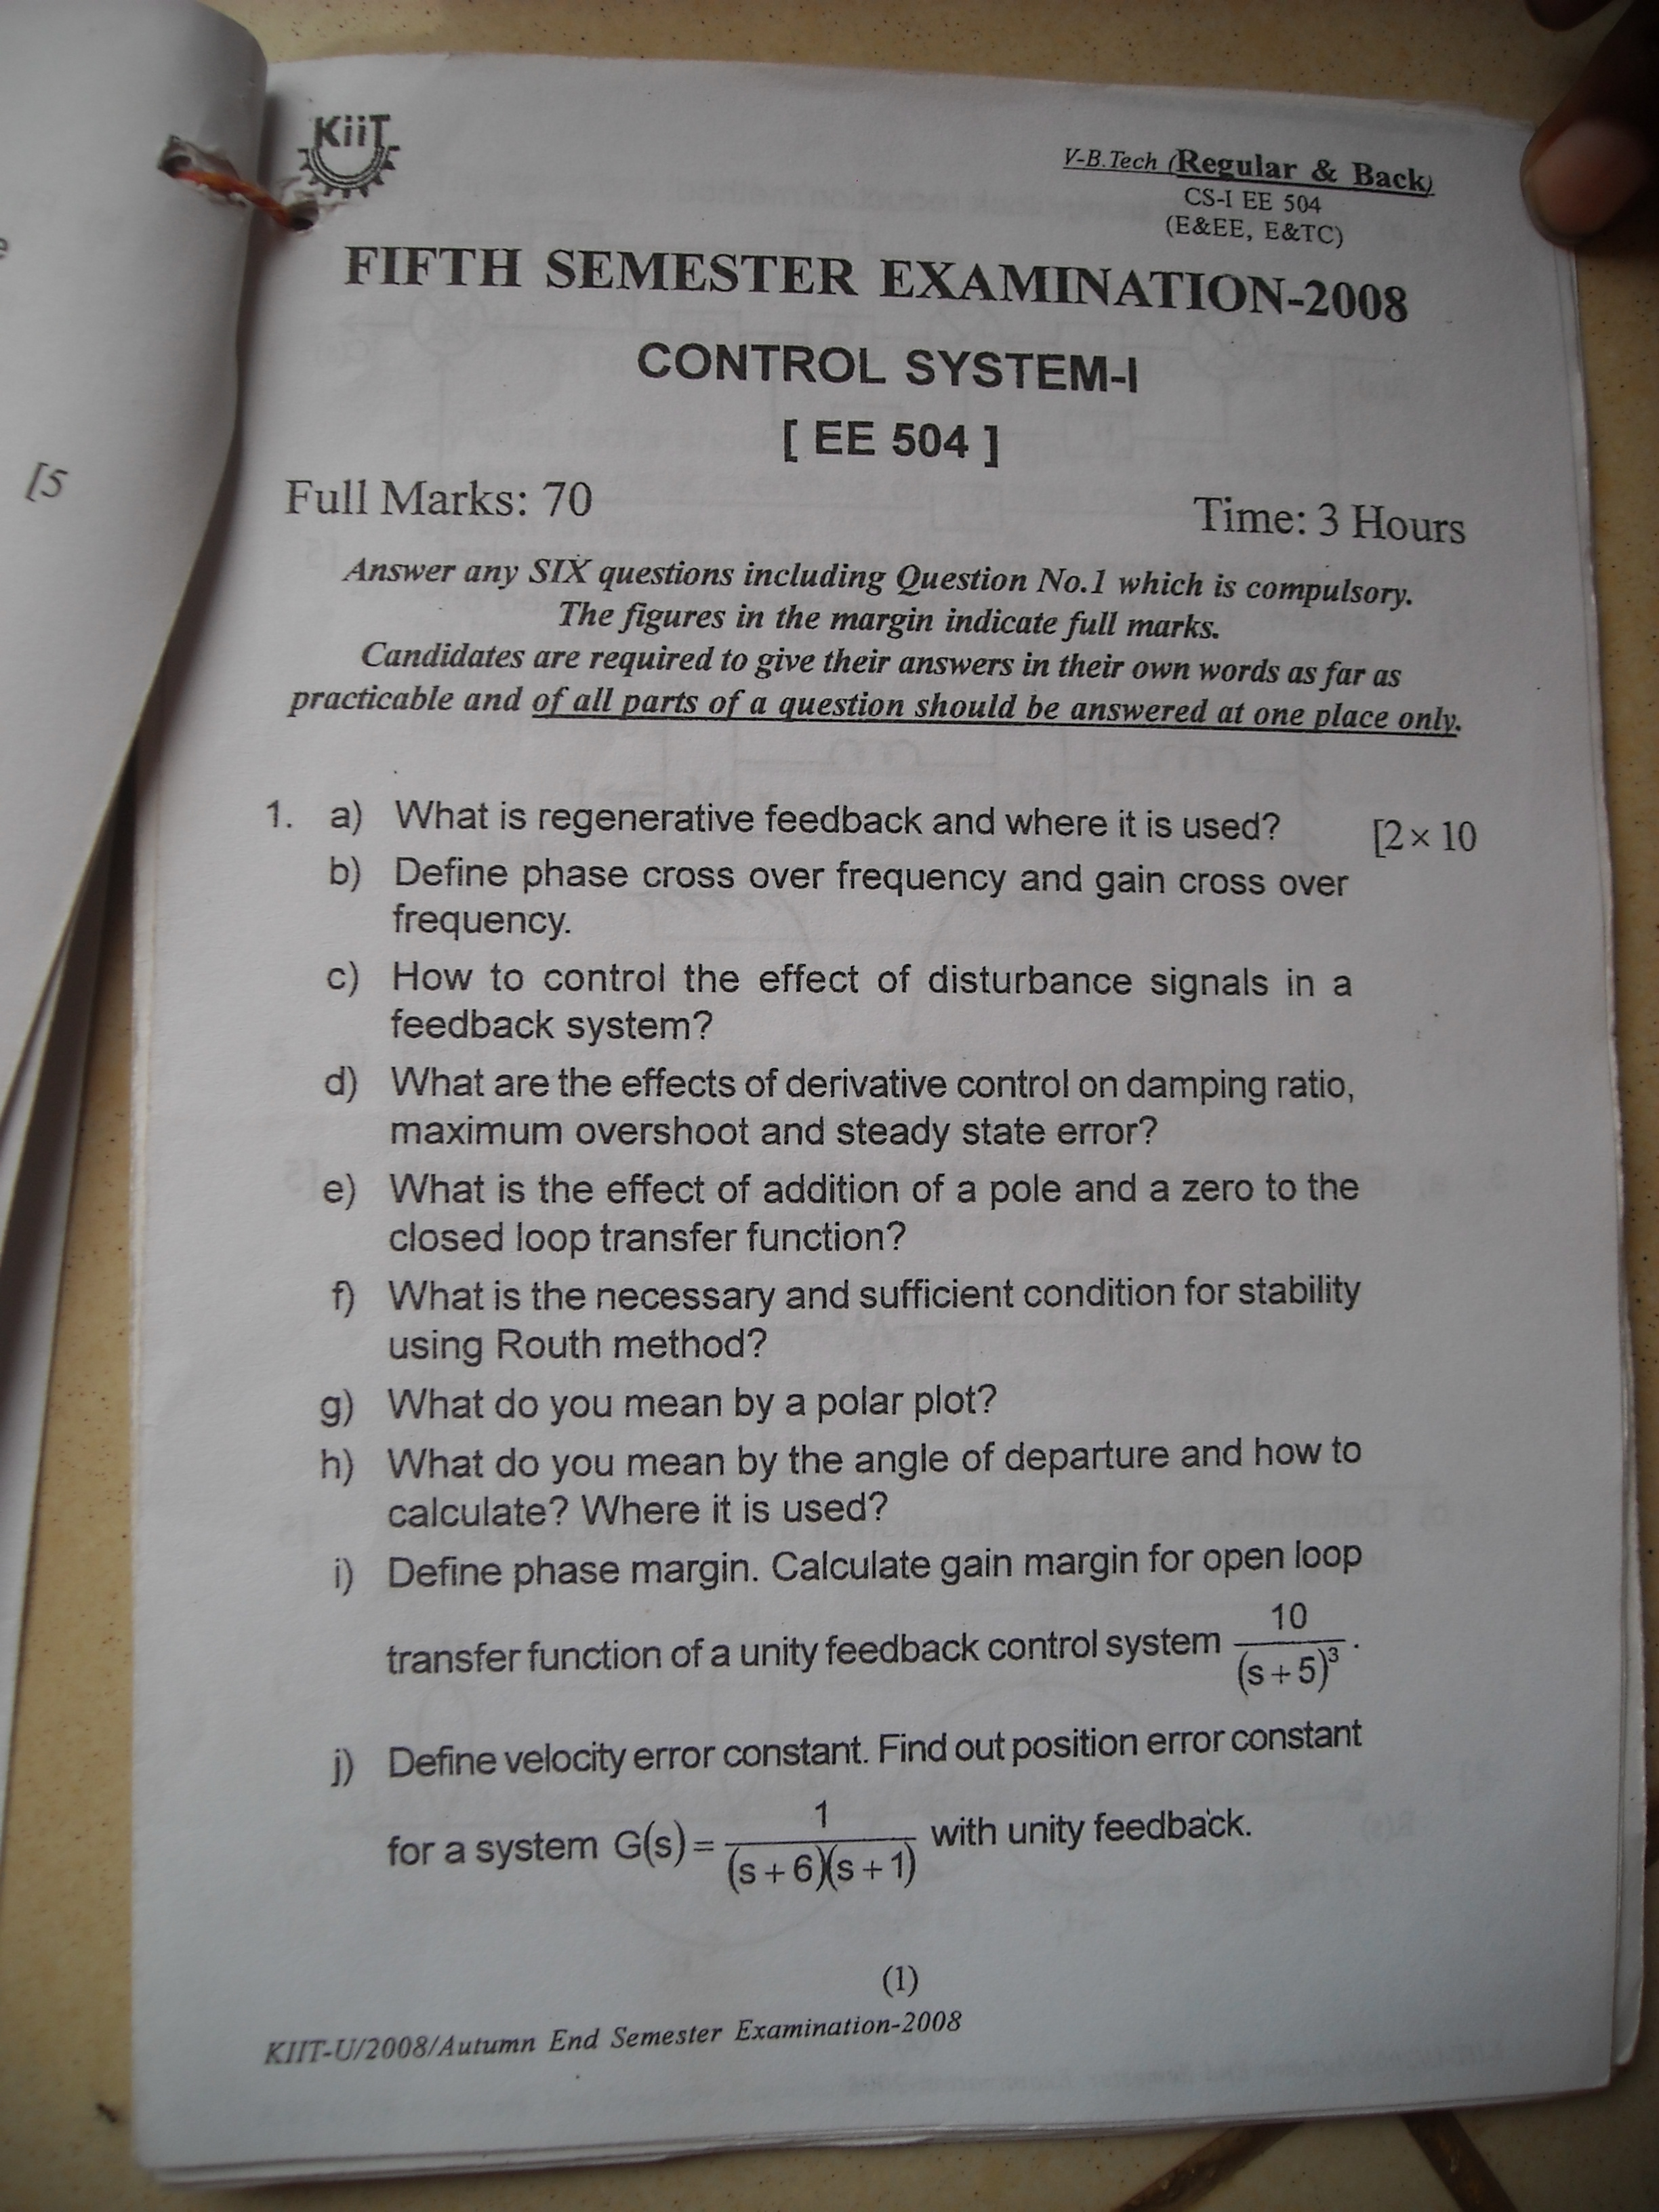 KiiT
V-B.Tech (Regular & Back)
CS-I EE 504
(E&EE, E&TC)
FIFTH SEMESTER EXAMINATION-2008
CONTROL SYSTEM-I
[ EE 504 ]
Full Marks: 70 Time: 3 Hours
Answer any SIX questions including Question No.1 which is compulsory.
The figures in the margin indicate full marks.
Candidates are required to give their answers in their own words as far as
practicable and of all parts of a question should be answered at one place only.
[5
1. a) What is regenerative feedback and where it is used? [2 × 10
b) Define phase cross over frequency and gain cross over
frequency.
c) How to control the effect of disturbance signals in a
feedback system?
d) What are the effects of derivative control on damping ratio,
maximum overshoot and steady state error?
e) What is the effect of addition of a pole and a zero to the
closed loop transfer function?
f) What is the necessary and sufficient condition for stability
using Routh method?
g) What do you mean by a polar plot?
h) What do you mean by the angle of departure and how to
calculate? Where it is used?
i) Define phase margin. Calculate gain margin for open loop
transfer function of a unity feedback control system 10/(s+5)³.
j) Define velocity error constant. Find out position error constant
for a system G(s) = 1/(s+6)(s+1) with unity feedback.
(1)
KIIT-U/2008/Autumn End Semester Examination-2008